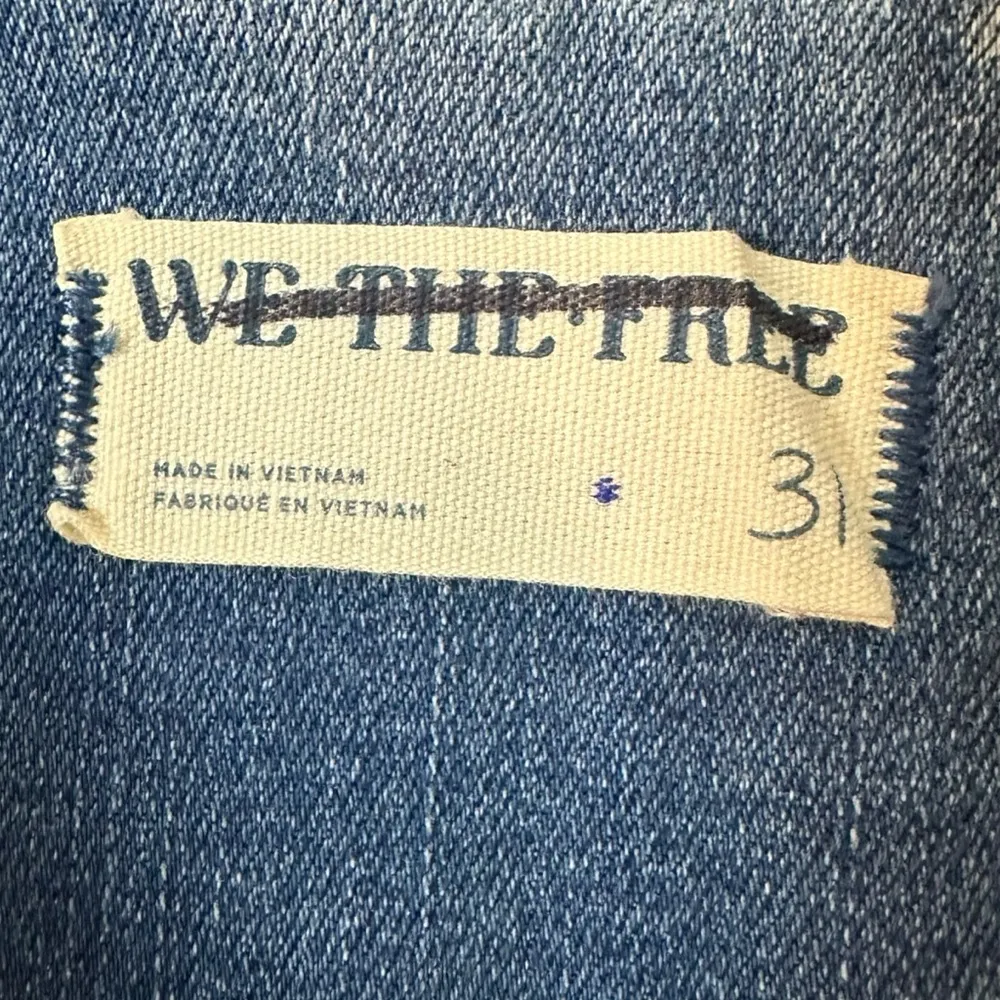 WE THE FREE
MADE IN VIETNAM
FABRIQUÉ EN VIETNAM
31